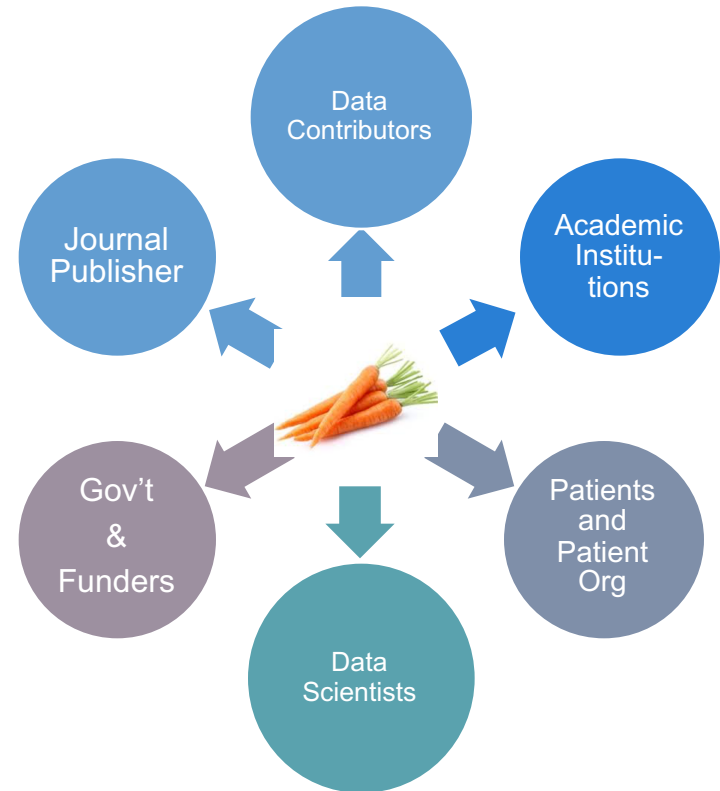 Data
Contributors
Journal
Publisher
Academic
Institu-
tions
Gov’t
&
Funders
Patients
and
Patient
Org
Data
Scientists